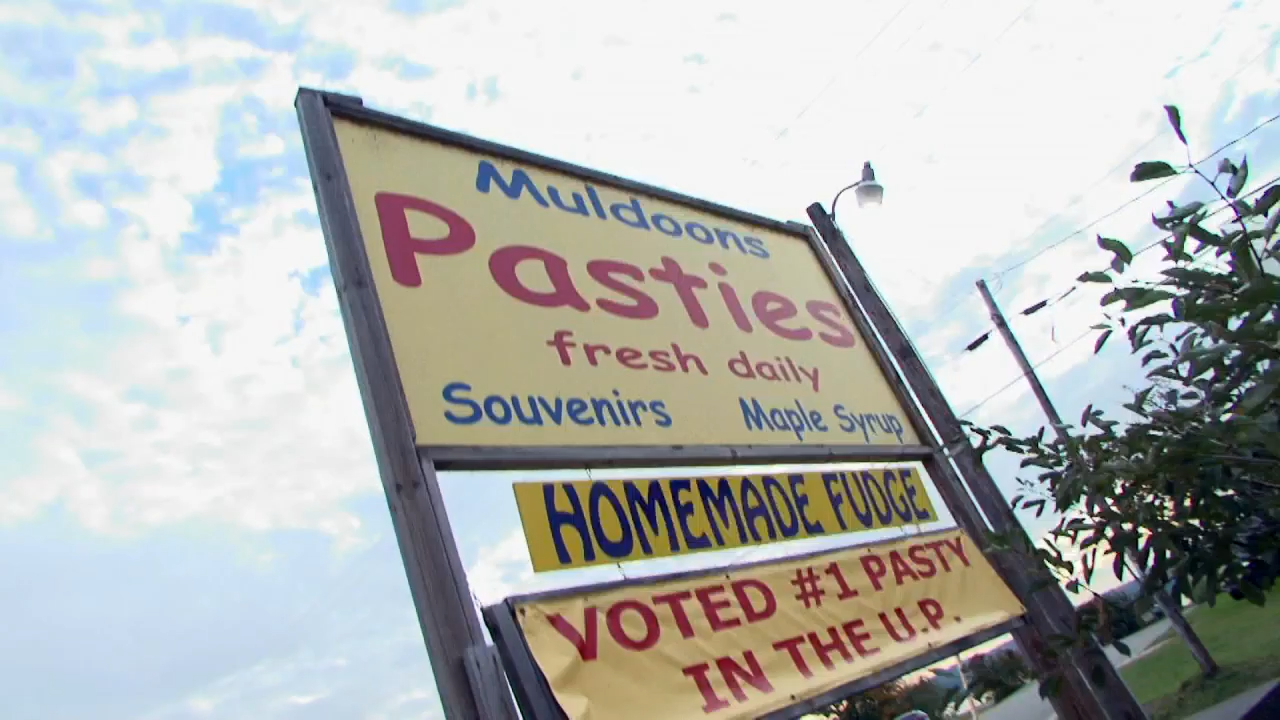 Muldoons
Pasties
fresh daily
Souvenirs Maple Syrup
HOMEMADE FUDGE
VOTED #1 PASTY
IN THE U.P.